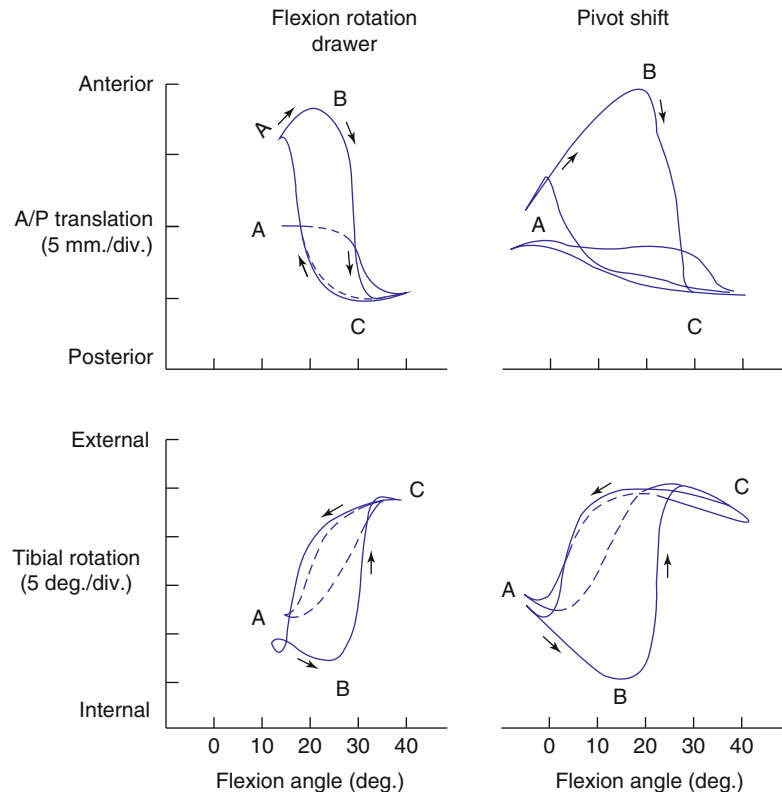 Flexion rotation
drawer
Pivot shift
Anterior
A/P translation
(5 mm./div.)
Posterior
A
B
A
C
B
A
C
External
Tibial rotation
(5 deg./div.)
Internal
C
A
B
C
A
B
0 10 20 30 40
0 10 20 30 40
Flexion angle (deg.)
Flexion angle (deg.)